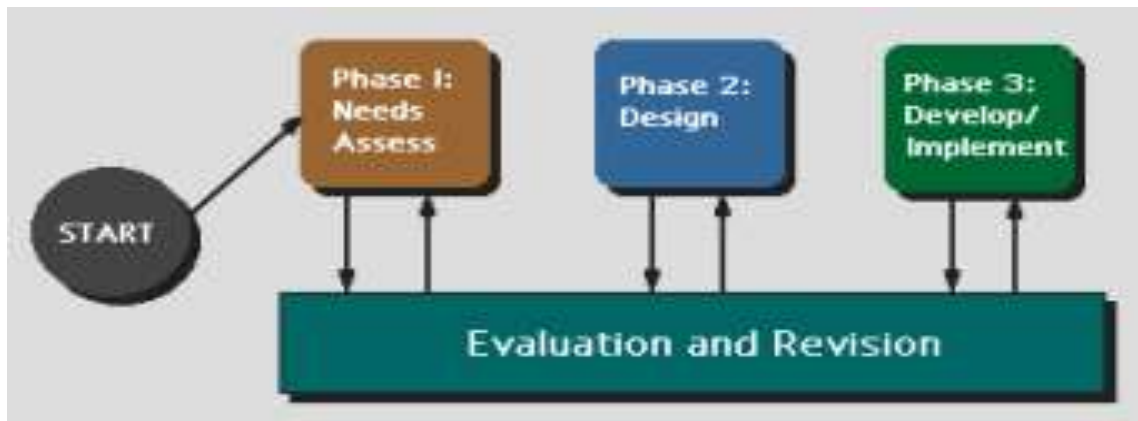 Phase 1:
Needs
Assess
Phase 2:
Design
Phase 3:
Develop/
Implement
START
Evaluation and Revision